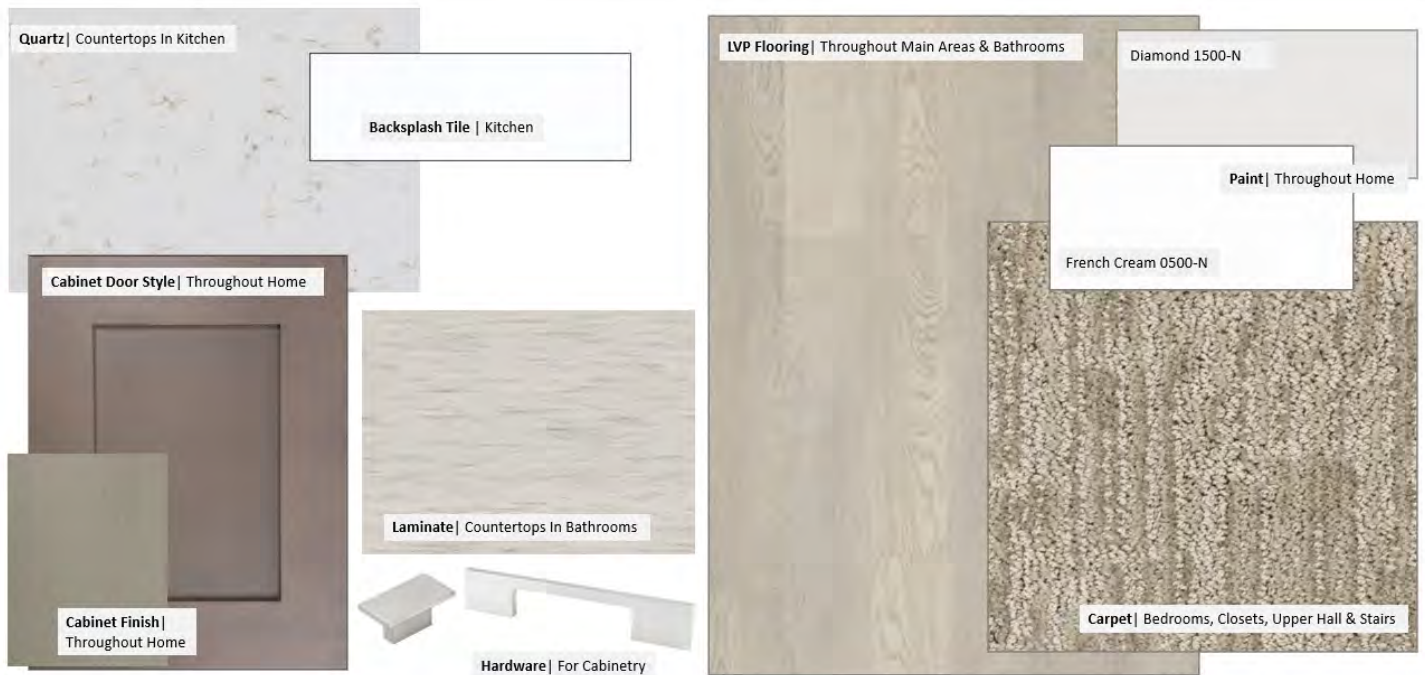 Quartz| Countertops In Kitchen
Backsplash Tile | Kitchen
Cabinet Door Style| Throughout Home
Laminate| Countertops In Bathrooms
Cabinet Finish|
Throughout Home
Hardware| For Cabinetry
LVP Flooring| Throughout Main Areas & Bathrooms
Diamond 1500-N
Paint| Throughout Home
French Cream 0500-N
Carpet| Bedrooms, Closets, Upper Hall & Stairs